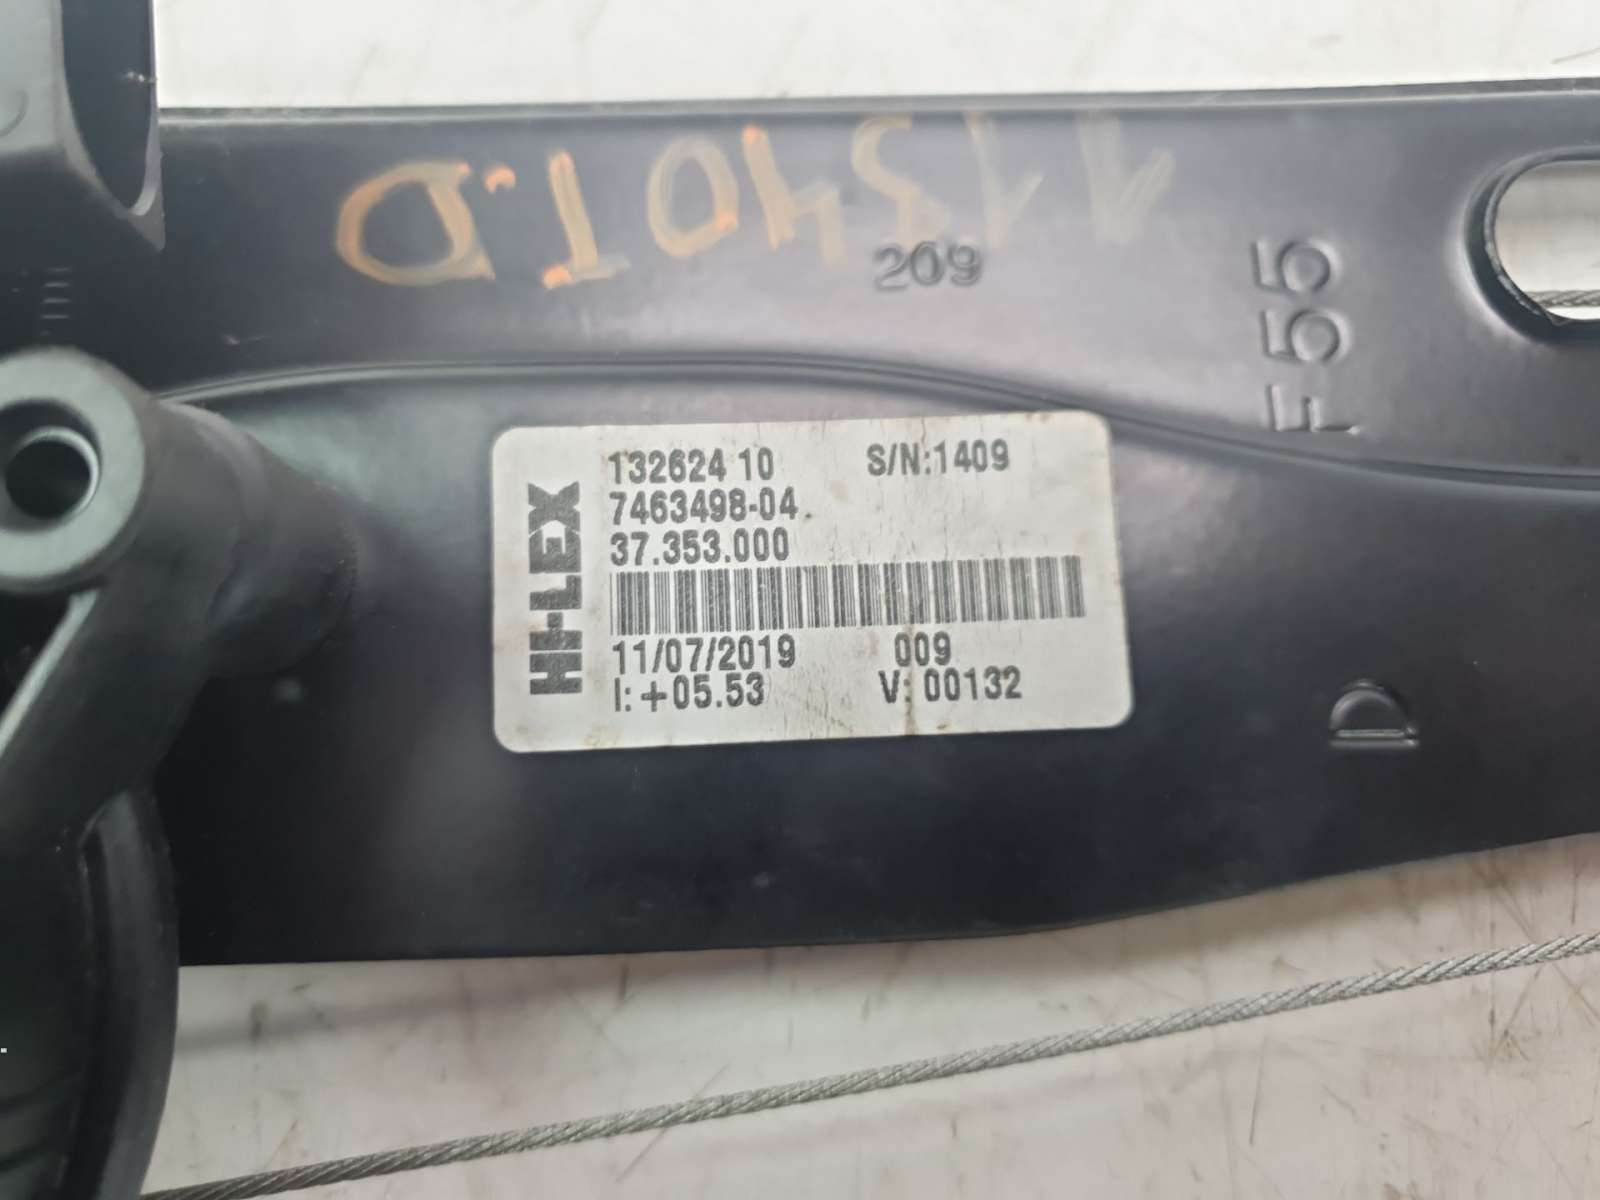 11340 T.D
209
F55
HI-LEX
132624 10 S/N:1409
7463498-04
37.353.000
11/07/2019 009
I:+05.53 V: 00132
D